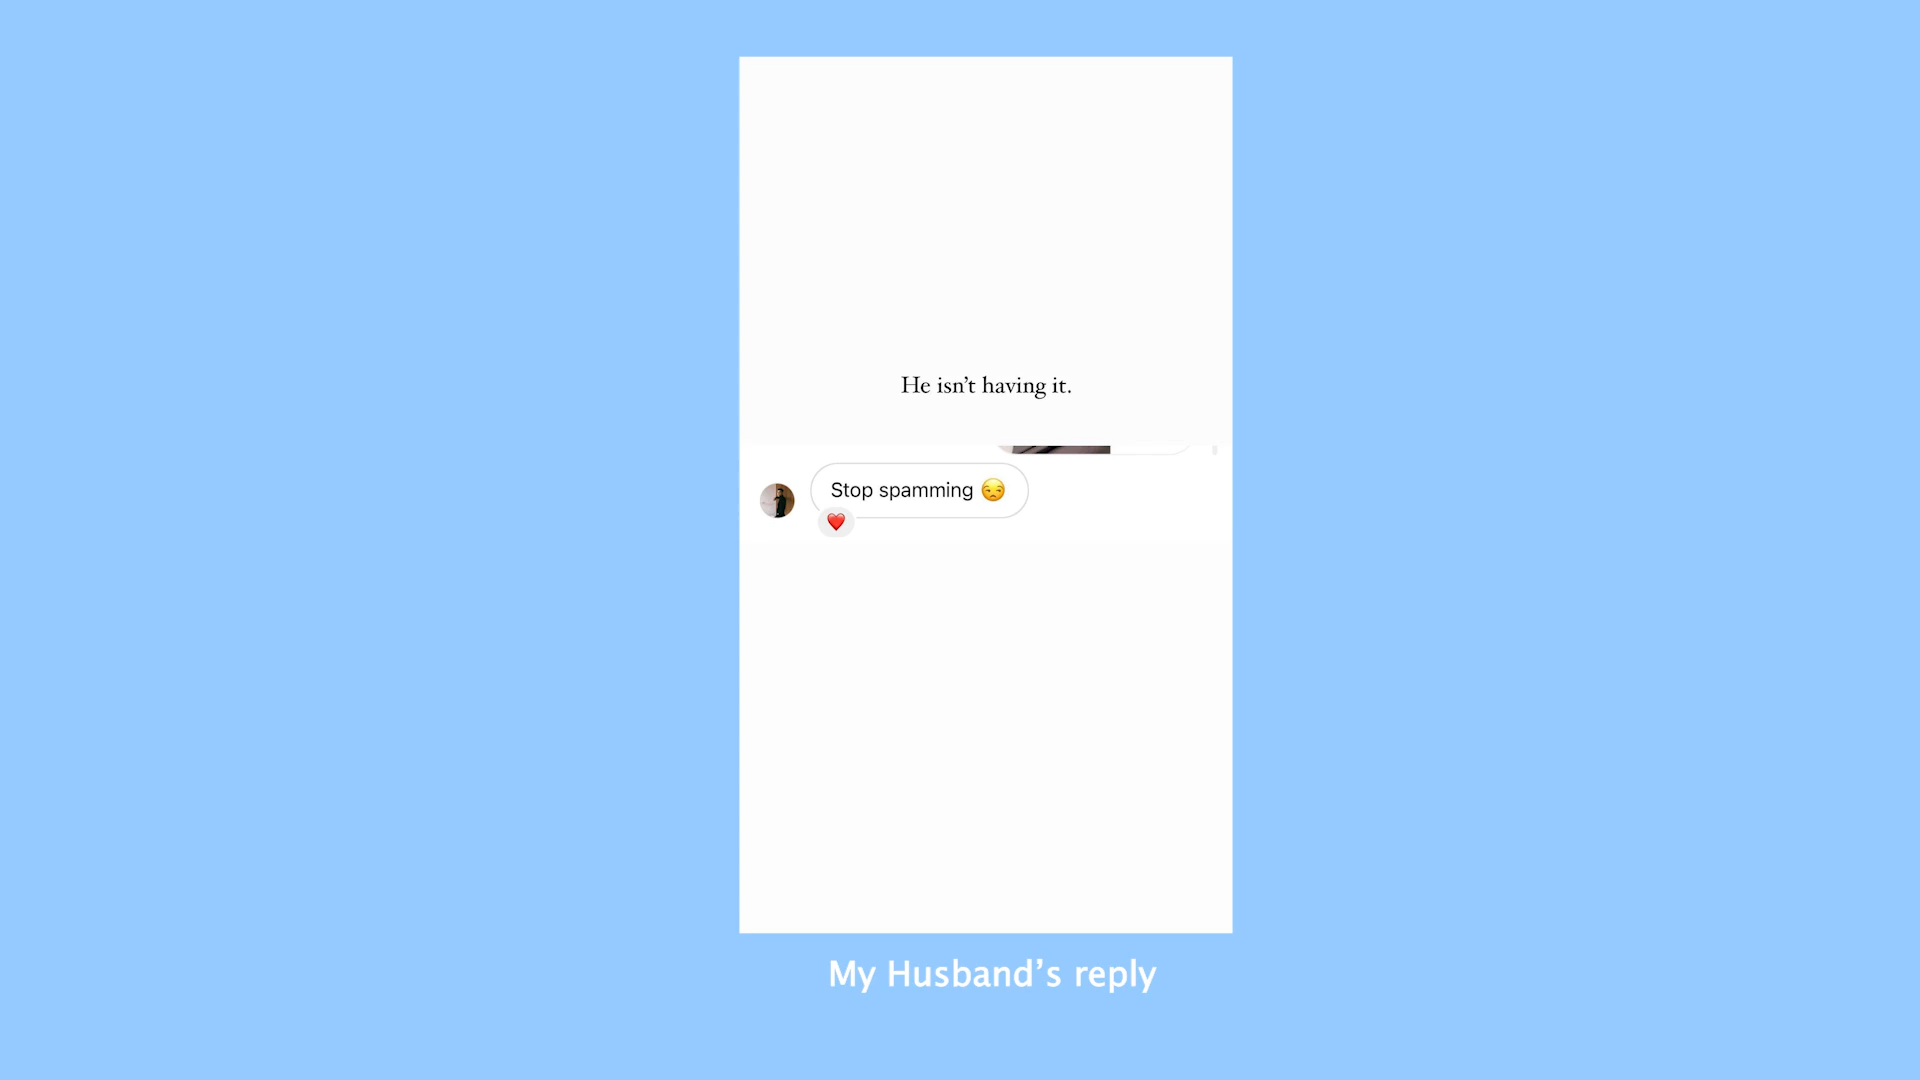 He isn't having it.
Stop spamming 😒
❤️
My Husband's reply